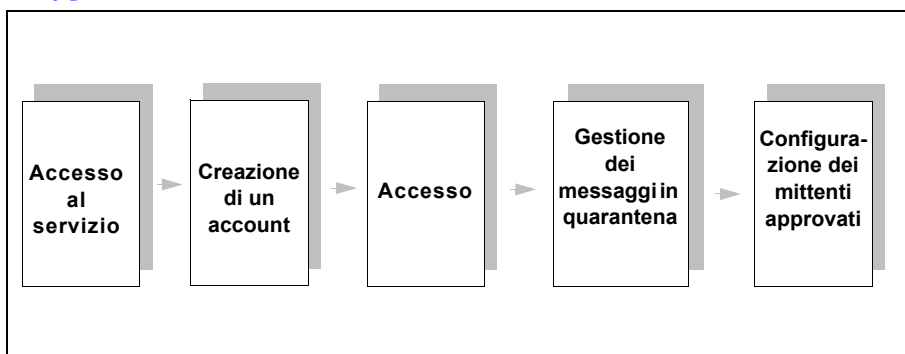 Accesso
al
servizio
Creazione
di un
account
Accesso
Gestione
dei
messaggi in
quarantena
Configura-
zione dei
mittenti
approvati